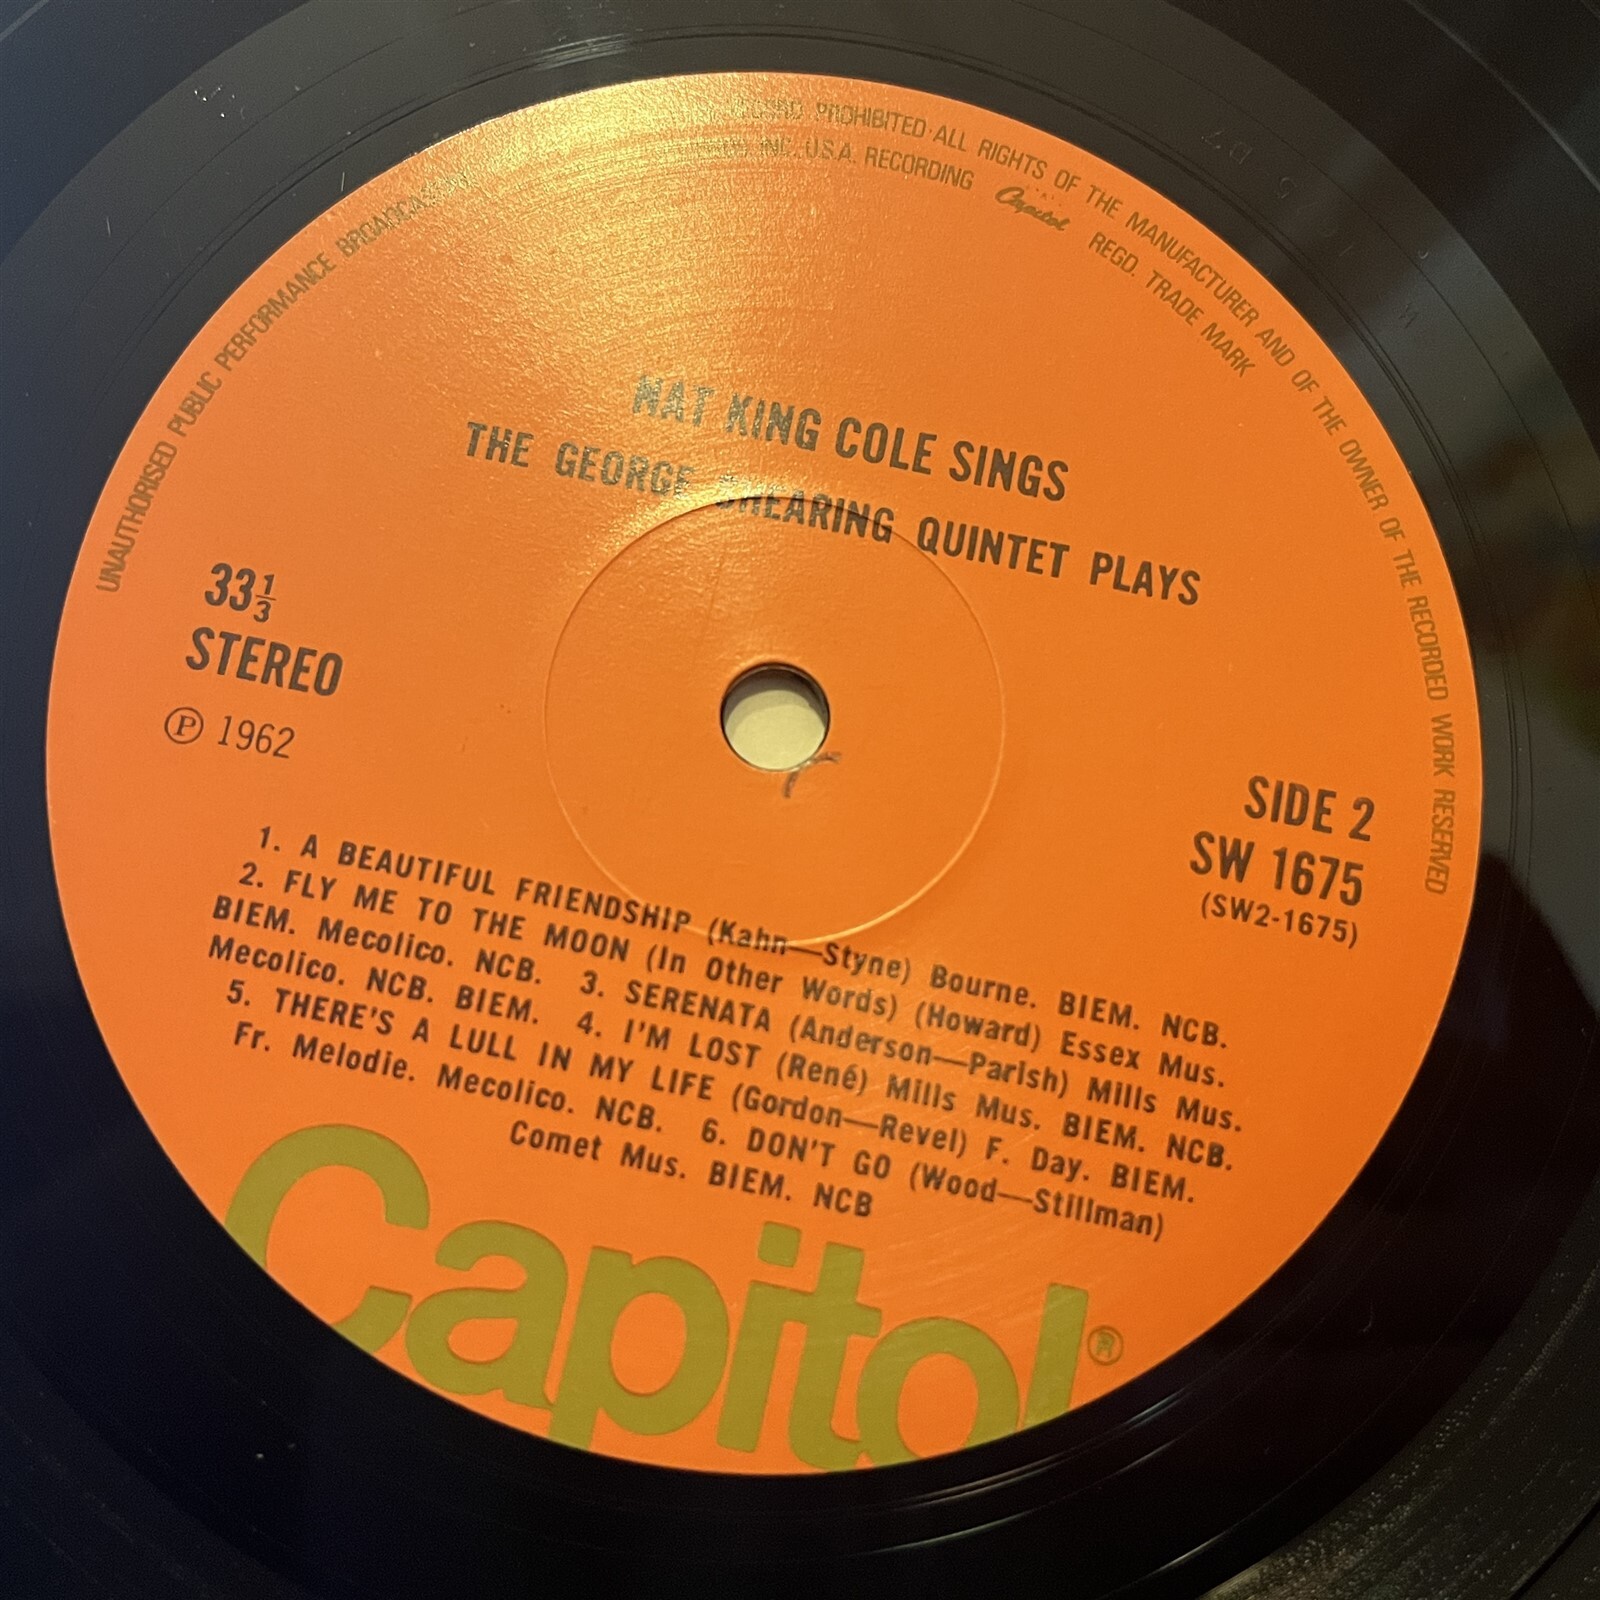 UNAUTHORISED PUBLIC PERFORMANCE BROADCAS
PROHIBITED·ALL RIGHTS OF THE MANUFACTURER AND OF THE OWNER OF THE RECORDED WORK RESERVED
INC. U.S.A. RECORDING Capitol REGD. TRADE MARK
NAT KING COLE SINGS
THE GEORGE SHEARING QUINTET PLAYS
33⅓
STEREO
Ⓟ 1962
SIDE 2
SW 1675
(SW2-1675)
1. A BEAUTIFUL FRIENDSHIP (Kahn—Styne) Bourne. BIEM. NCB.
2. FLY ME TO THE MOON (In Other Words) (Howard) Essex Mus.
BIEM. Mecolico. NCB. 3. SERENATA (Anderson—Parish) Mills Mus.
Mecolico. NCB. BIEM. 4. I'M LOST (René) Mills Mus. BIEM. NCB.
5. THERE'S A LULL IN MY LIFE (Gordon—Revel) F. Day. BIEM.
Fr. Melodie. Mecolico. NCB. 6. DON'T GO (Wood—Stillman)
Comet Mus. BIEM. NCB
Capitol®